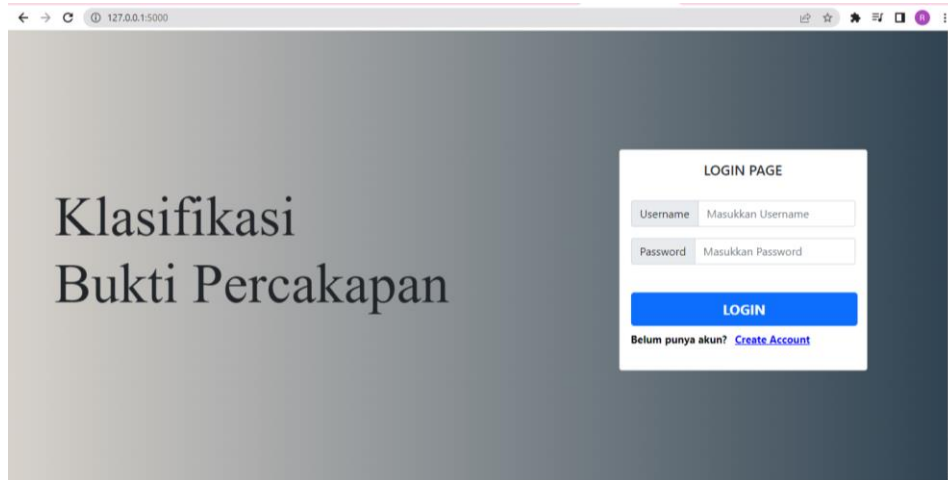 127.0.0.1:5000
R
LOGIN PAGE
Klasifikasi
Bukti Percakapan
Username Masukkan Username
Password Masukkan Password
LOGIN
Belum punya akun? Create Account